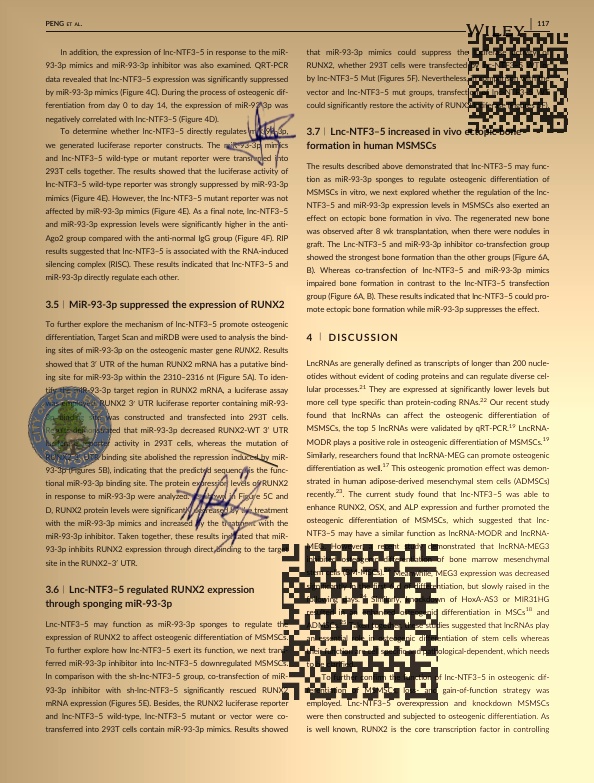 PENG ET AL.
WILEY
117
In addition, the expression of lnc-NTF3–5 in response to the miR-
93-3p mimics and miR-93-3p inhibitor was also examined. QRT-PCR
data revealed that lnc-NTF3–5 expression was significantly suppressed
by miR-93-3p mimics (Figure 4C). During the process of osteogenic dif-
ferentiation from day 0 to day 14, the expression of miR-93-3p was
negatively correlated with lnc-NTF3–5 (Figure 4D).
To determine whether lnc-NTF3–5 directly regulates miR-93-3p,
we generated luciferase reporter constructs. The miR-93-3p mimics
and lnc-NTF3–5 wild-type or mutant reporter were transferred into
293T cells together. The results showed that the luciferase activity of
lnc-NTF3–5 wild-type reporter was strongly suppressed by miR-93-3p
mimics (Figure 4E). However, the lnc-NTF3–5 mutant reporter was not
affected by miR-93-3p mimics (Figure 4E). As a final note, lnc-NTF3–5
and miR-93-3p expression levels were significantly higher in the anti-
Ago2 group compared with the anti-normal IgG group (Figure 4F). RIP
results suggested that lnc-NTF3–5 is associated with the RNA-induced
silencing complex (RISC). These results indicated that lnc-NTF3–5 and
miR-93-3p directly regulate each other.
3.5 | MiR-93-3p suppressed the expression of RUNX2
To further explore the mechanism of lnc-NTF3–5 promote osteogenic
differentiation, Target Scan and miRDB were used to analysis the bind-
ing sites of miR-93-3p on the osteogenic master gene RUNX2. Results
showed that 3′ UTR of the human RUNX2 mRNA has a putative bind-
ing site for miR-93-3p within the 2310–2316 nt (Figure 5A). To iden-
tify the miR-93-3p target region in RUNX2 mRNA, a luciferase assay
was employed. RUNX2 3′ UTR luciferase reporter containing miR-93-
was constructed and transfected into 293T cells.
demonstrated that miR-93-3p decreased RUNX2-WT 3′ UTR
activity in 293T cells, whereas the mutation of
RUNX2 3′ UTR binding site abolished the repression induced by miR-
93-3p (Figures 5B), indicating that the predicted sequence is the func-
tional miR-93-3p binding site. The protein expression levels of RUNX2
in response to miR-93-3p were analyzed, as shown in Figure 5C and
D, RUNX2 protein levels were significantly decreased by the treatment
with the miR-93-3p mimics and increased by the treatment with the
miR-93-3p inhibitor. Taken together, these results indicated that miR-
93-3p inhibits RUNX2 expression through direct binding to the target
site in the RUNX2–3′ UTR.
3.6 | Lnc-NTF3–5 regulated RUNX2 expression
through sponging miR-93-3p
Lnc-NTF3–5 may function as miR-93-3p sponges to regulate the
expression of RUNX2 to affect osteogenic differentiation of MSMSCs.
To further explore how lnc-NTF3–5 exert its function, we next trans-
ferred miR-93-3p inhibitor into lnc-NTF3–5 downregulated MSMSCs.
In comparison with the sh-lnc-NTF3–5 group, co-transfection of miR-
93-3p inhibitor with sh-lnc-NTF3–5 significantly rescued RUNX2
mRNA expression (Figures 5E). Besides, the RUNX2 luciferase reporter
and lnc-NTF3–5 wild-type, lnc-NTF3–5 mutant or vector were co-
transferred into 293T cells contain miR-93-3p mimics. Results showed
that miR-93-3p mimics could suppress the
RUNX2, whether 293T cells were transfected
by lnc-NTF3–5 Mut (Figures 5F). Nevertheless,
vector and lnc-NTF3–5 mut groups,
could significantly restore the activity of RUNX2
3.7 | Lnc-NTF3–5 increased in vivo ectopic bone
formation in human MSMSCs
The results described above demonstrated that lnc-NTF3–5 may func-
tion as miR-93-3p sponges to regulate osteogenic differentiation of
MSMSCs in vitro, we next explored whether the regulation of the lnc-
NTF3–5 and miR-93-3p expression levels in MSMSCs also exerted an
effect on ectopic bone formation in vivo. The regenerated new bone
was observed after 8 wk transplantation, when there were nodules in
graft. The Lnc-NTF3–5 and miR-93-3p inhibitor co-transfection group
showed the strongest bone formation than the other groups (Figure 6A,
B). Whereas co-transfection of lnc-NTF3–5 and miR-93-3p mimics
impaired bone formation in contrast to the lnc-NTF3–5 transfection
group (Figure 6A, B). These results indicated that lnc-NTF3–5 could pro-
mote ectopic bone formation while miR-93-3p suppresses the effect.
4 | DISCUSSION
LncRNAs are generally defined as transcripts of longer than 200 nucle-
otides without evident of coding proteins and can regulate diverse cel-
lular processes.21 They are expressed at significantly lower levels but
more cell type specific than protein-coding RNAs.22 Our recent study
found that lncRNAs can affect the osteogenic differentiation of
MSMSCs, the top 5 lncRNAs were validated by qRT-PCR.19 LncRNA-
MODR plays a positive role in osteogenic differentiation of MSMSCs.19
Similarly, researchers found that lncRNA-MEG can promote osteogenic
differentiation as well.17 This osteogenic promotion effect was demon-
strated in human adipose-derived mesenchymal stem cells (ADMSCs)
recently.23. The current study found that lncRNA-NTF3–5 was able to
enhance RUNX2, OSX, and ALP expression and further promoted the
osteogenic differentiation of MSMSCs, which suggested that lnc-
NTF3–5 may have a similar function as lncRNA-MODR and lncRNA-
MEG. However, a recent study demonstrated that lncRNA-MEG3
of bone marrow mesenchymal
Meanwhile, MEG3 expression was decreased
differentiation, but slowly raised in the
Similarly, knockdown of HoxA-AS3 or MIR31HG
differentiation in MSCs18 and
These studies suggested that lncRNAs play
differentiation of stem cells whereas
pathological-dependent, which needs
function of lncRNA-NTF3–5 in osteogenic dif-
MSMSCs, loss- and gain-of-function strategy was
employed. Lnc-NTF3–5 overexpression and knockdown MSMSCs
were then constructed and subjected to osteogenic differentiation. As
is well known, RUNX2 is the core transcription factor in controlling